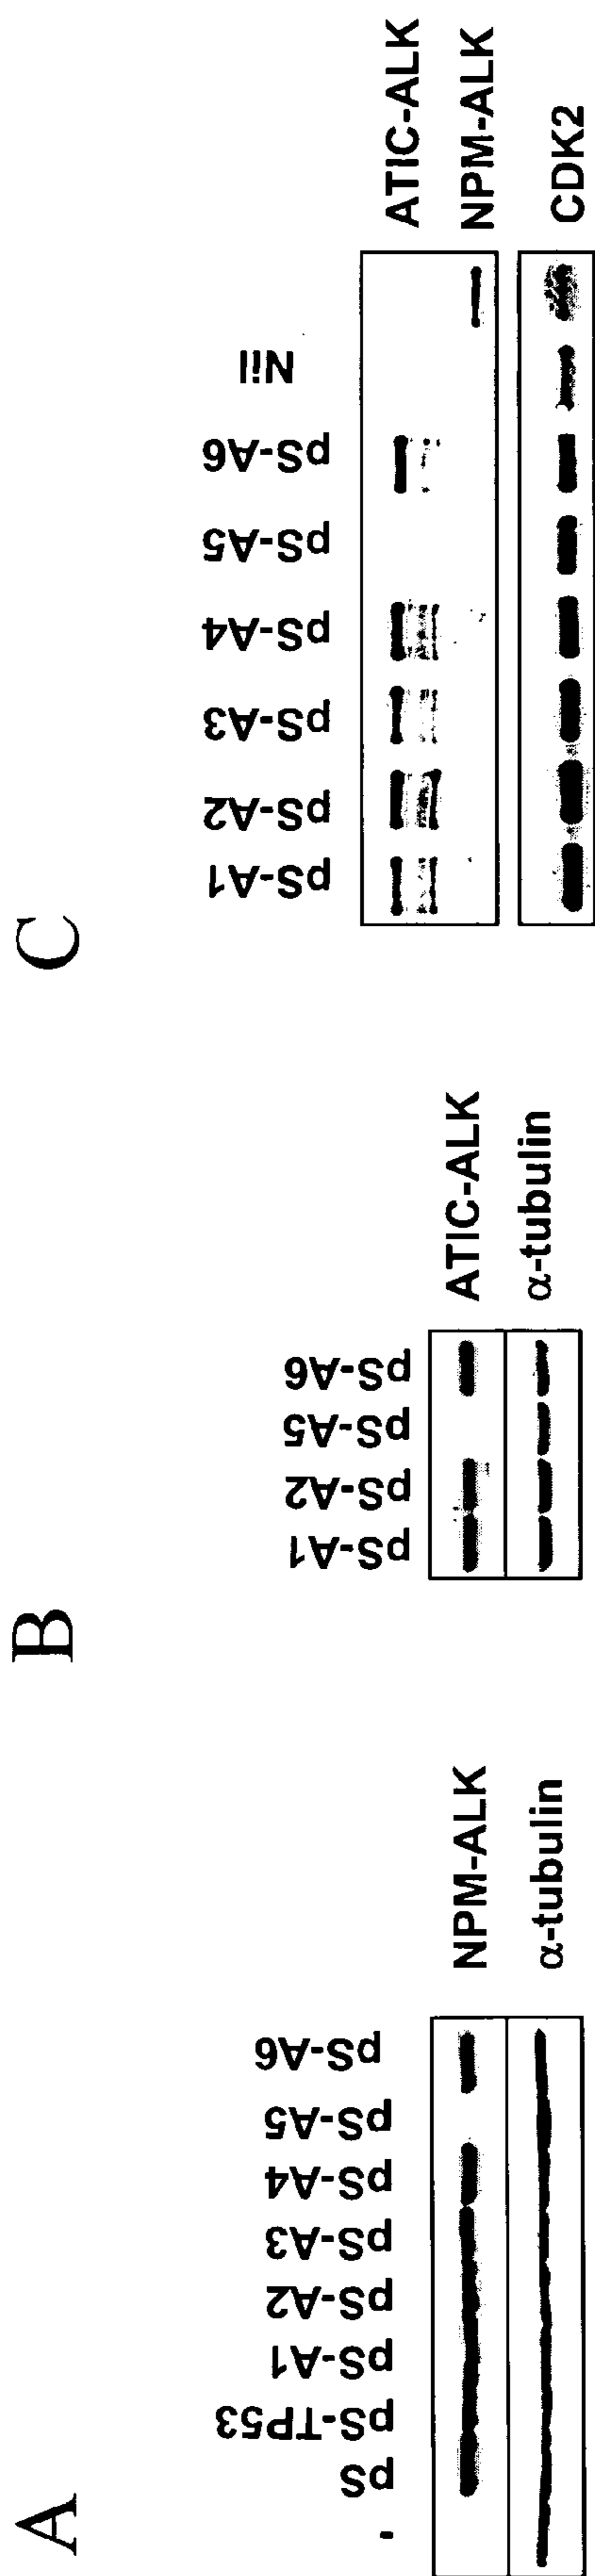 A
-
pS
pS-TP53
pS-A1
pS-A2
pS-A3
pS-A4
pS-A5
pS-A6
NPM-ALK
α-tubulin
B
pS-A1
pS-A2
pS-A5
pS-A6
ATIC-ALK
α-tubulin
C
pS-A1
pS-A2
pS-A3
pS-A4
pS-A5
pS-A6
Nil
ATIC-ALK
NPM-ALK
CDK2